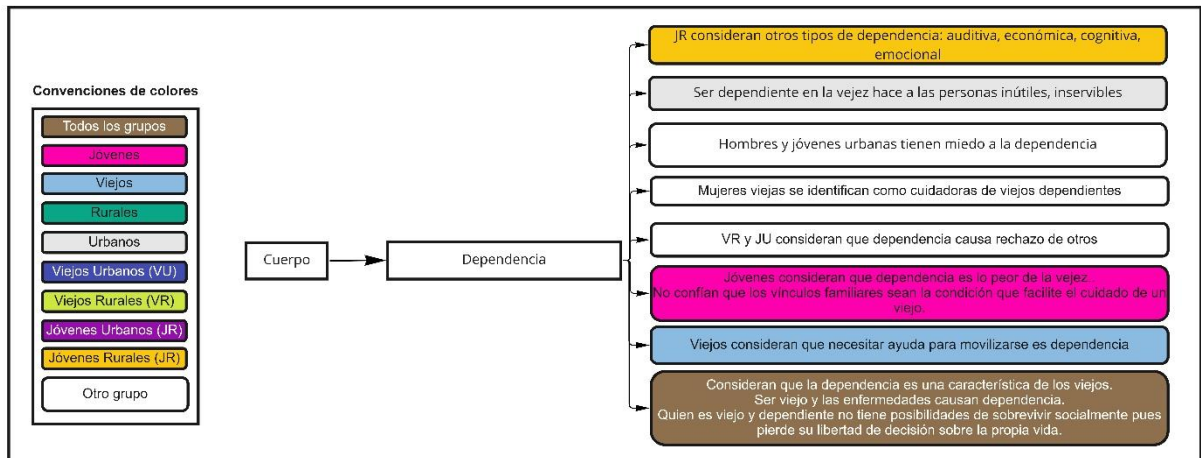 Convenciones de colores
Todos los grupos
Jóvenes
Viejos
Rurales
Urbanos
Viejos Urbanos (VU)
Viejos Rurales (VR)
Jóvenes Urbanos (JR)
Jóvenes Rurales (JR)
Otro grupo
Cuerpo
Dependencia
JR consideran otros tipos de dependencia: auditiva, económica, cognitiva,
emocional
Ser dependiente en la vejez hace a las personas inútiles, inservibles
Hombres y jóvenes urbanas tienen miedo a la dependencia
Mujeres viejas se identifican como cuidadoras de viejos dependientes
VR y JU consideran que dependencia causa rechazo de otros
Jóvenes consideran que dependencia es lo peor de la vejez.
No confían que los vínculos familiares sean la condición que facilite el cuidado de un
viejo.
Viejos consideran que necesitar ayuda para movilizarse es dependencia
Consideran que la dependencia es una característica de los viejos.
Ser viejo y las enfermedades causan dependencia.
Quien es viejo y dependiente no tiene posibilidades de sobrevivir socialmente pues
pierde su libertad de decisión sobre la propia vida.